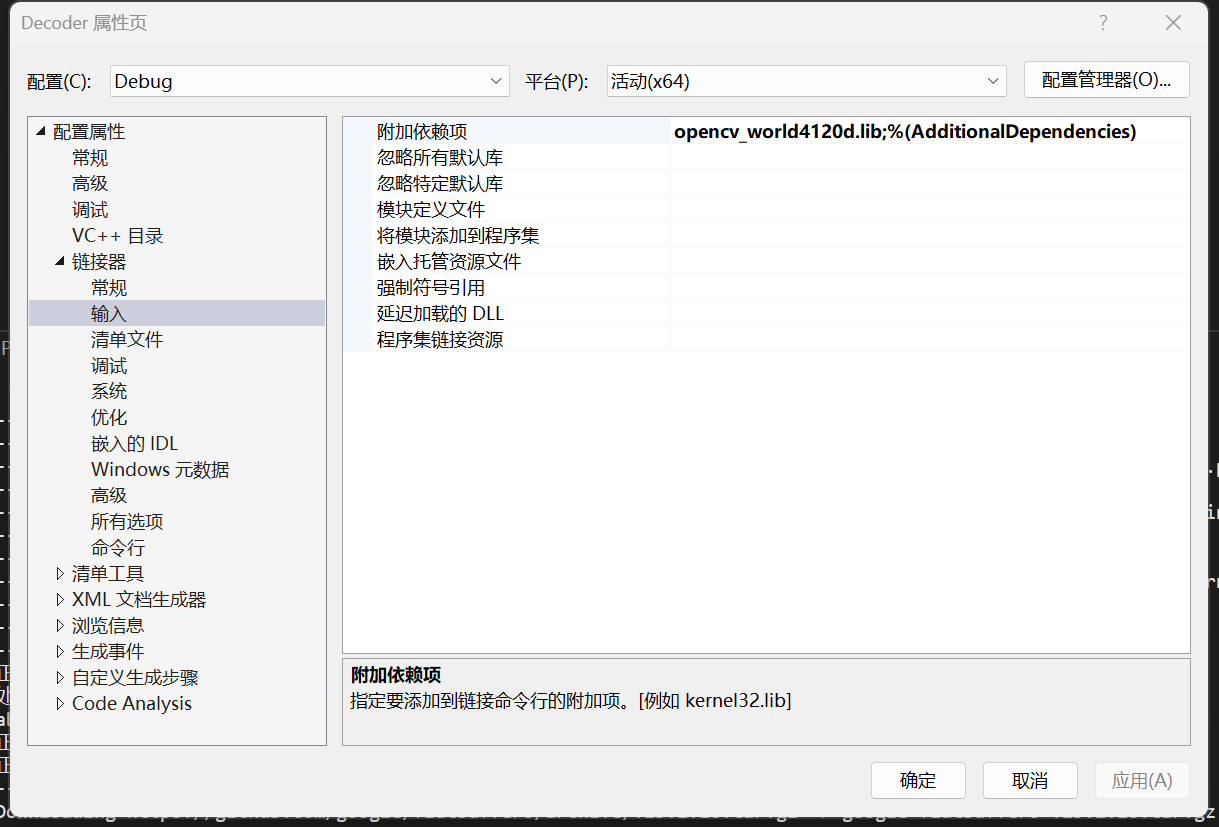 Decoder 属性页
配置(C): Debug 平台(P): 活动(x64) 配置管理器(O)...
配置属性
常规
高级
调试
VC++ 目录
链接器
常规
输入
清单文件
调试
系统
优化
嵌入的 IDL
Windows 元数据
高级
所有选项
命令行
清单工具
XML 文档生成器
浏览信息
生成事件
自定义生成步骤
Code Analysis
附加依赖项 opencv_world4120d.lib;%(AdditionalDependencies)
忽略所有默认库
忽略特定默认库
模块定义文件
将模块添加到程序集
嵌入托管资源文件
强制符号引用
延迟加载的 DLL
程序集链接资源
附加依赖项
指定要添加到链接命令行的附加项。[例如 kernel32.lib]
确定 取消 应用(A)